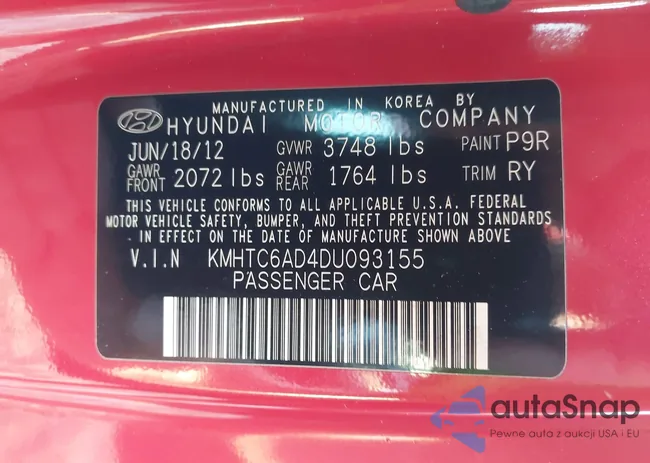 MANUFACTURED IN KOREA BY
HYUNDAI MOTOR COMPANY
JUN/18/12 GVWR 3748 lbs PAINT P9R
GAWR FRONT 2072 lbs GAWR REAR 1764 lbs TRIM RY
THIS VEHICLE CONFORMS TO ALL APPLICABLE U.S.A. FEDERAL
MOTOR VEHICLE SAFETY, BUMPER, AND THEFT PREVENTION STANDARDS
IN EFFECT ON THE DATE OF MANUFACTURE SHOWN ABOVE
V.I.N KMHTC6AD4DU093155
PASSENGER CAR
autaSnap
Pewne auta z aukcji USA i EU